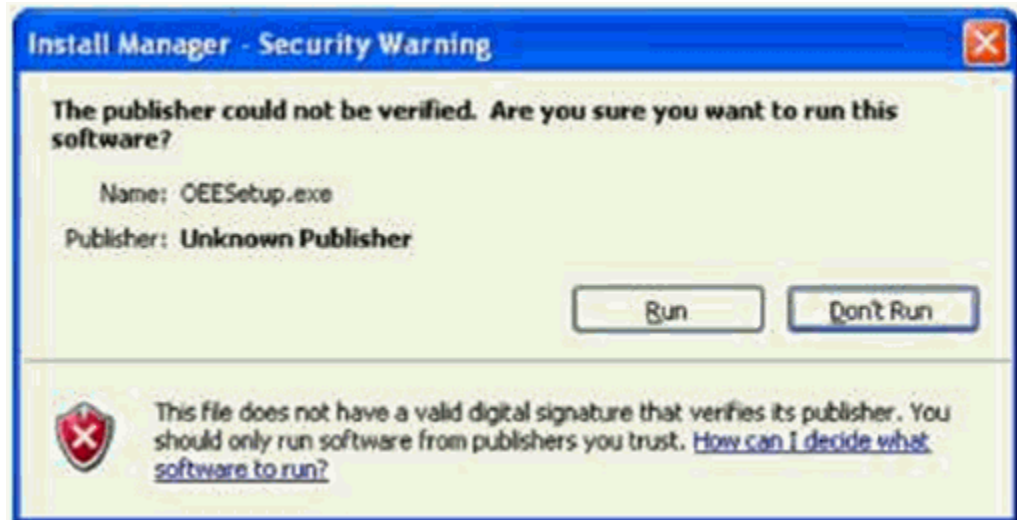 Install Manager - Security Warning
The publisher could not be verified. Are you sure you want to run this
software?
Name: OEESetup.exe
Publisher: Unknown Publisher
Run
Don't Run
This file does not have a valid digital signature that verifies its publisher. You
should only run software from publishers you trust. How can I decide what
software to run?